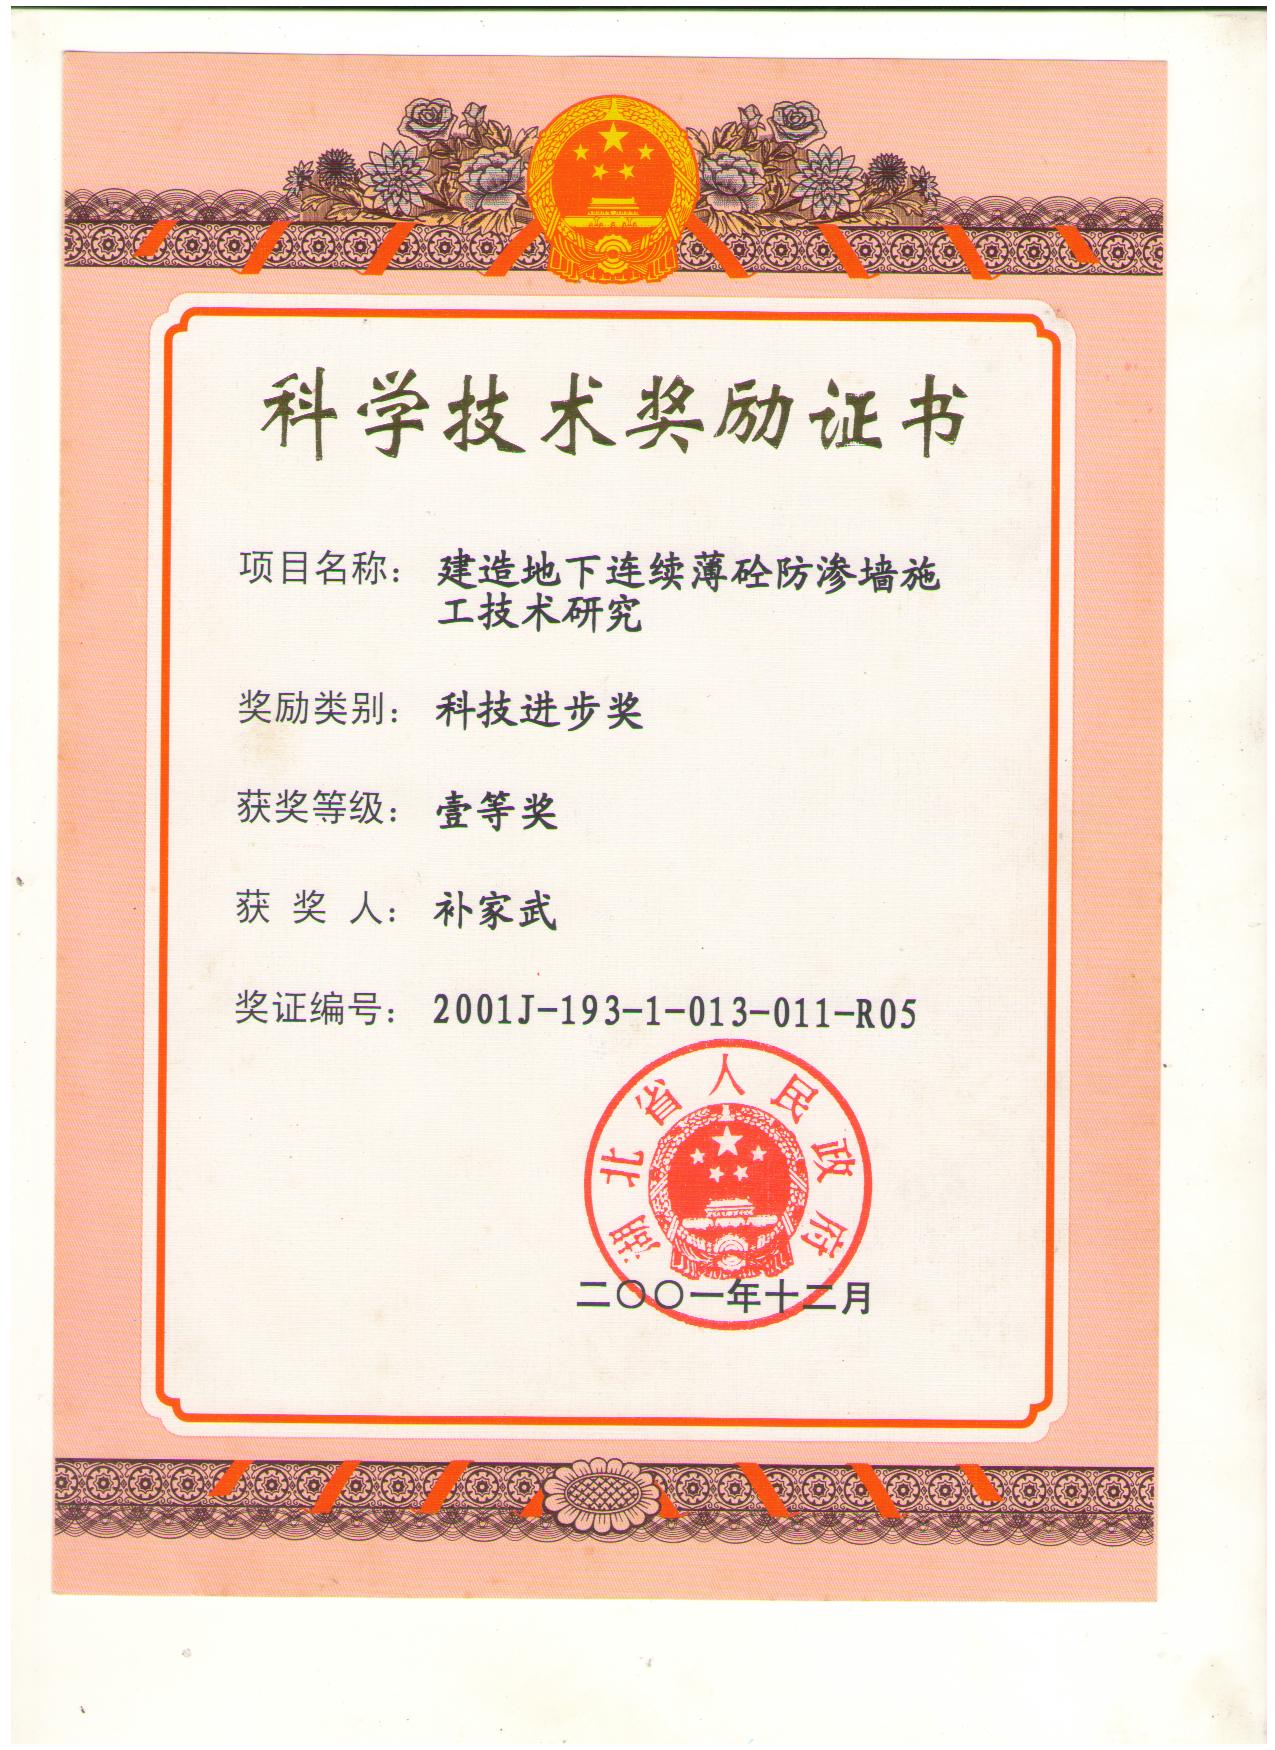 科学技术奖励证书
项目名称：建造地下连续薄砼防渗墙施
工技术研究
奖励类别：科技进步奖
获奖等级：壹等奖
获奖人：补家武
奖证编号：2001J-193-1-013-011-R05
湖北省人民政府
二〇〇一年十二月